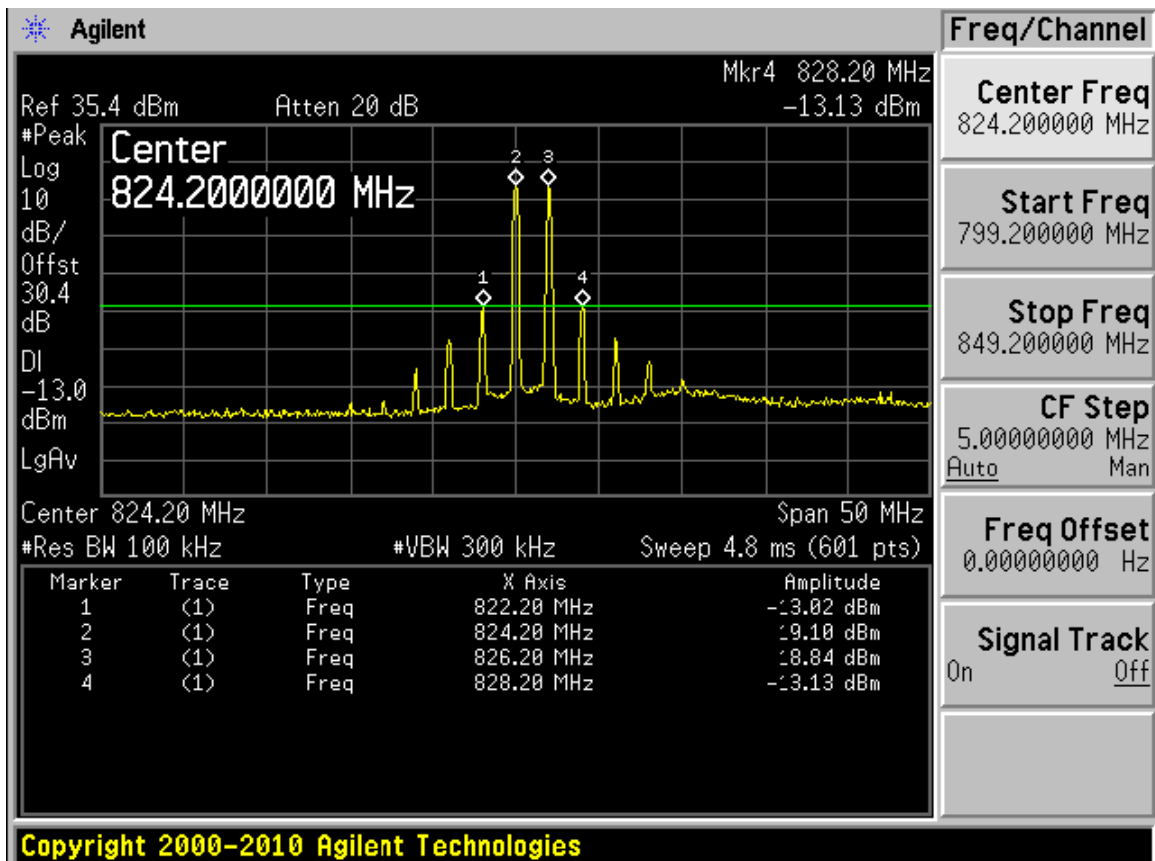 Agilent
Freq/Channel
Mkr4 828.20 MHz
Ref 35.4 dBm Atten 20 dB -13.13 dBm
#Peak
Log
10
dB/
Offst
30.4
dB
DI
-13.0
dBm
LgAv
Center
824.2000000 MHz
1
2
3
4
Center 824.20 MHz Span 50 MHz
#Res BW 100 kHz #VBW 300 kHz Sweep 4.8 ms (601 pts)
Marker Trace Type X Axis Amplitude
1 (1) Freq 822.20 MHz -13.02 dBm
2 (1) Freq 824.20 MHz 19.10 dBm
3 (1) Freq 826.20 MHz 18.84 dBm
4 (1) Freq 828.20 MHz -13.13 dBm
Center Freq
824.200000 MHz
Start Freq
799.200000 MHz
Stop Freq
849.200000 MHz
CF Step
5.00000000 MHz
Auto Man
Freq Offset
0.00000000 Hz
Signal Track
On Off
Copyright 2000-2010 Agilent Technologies